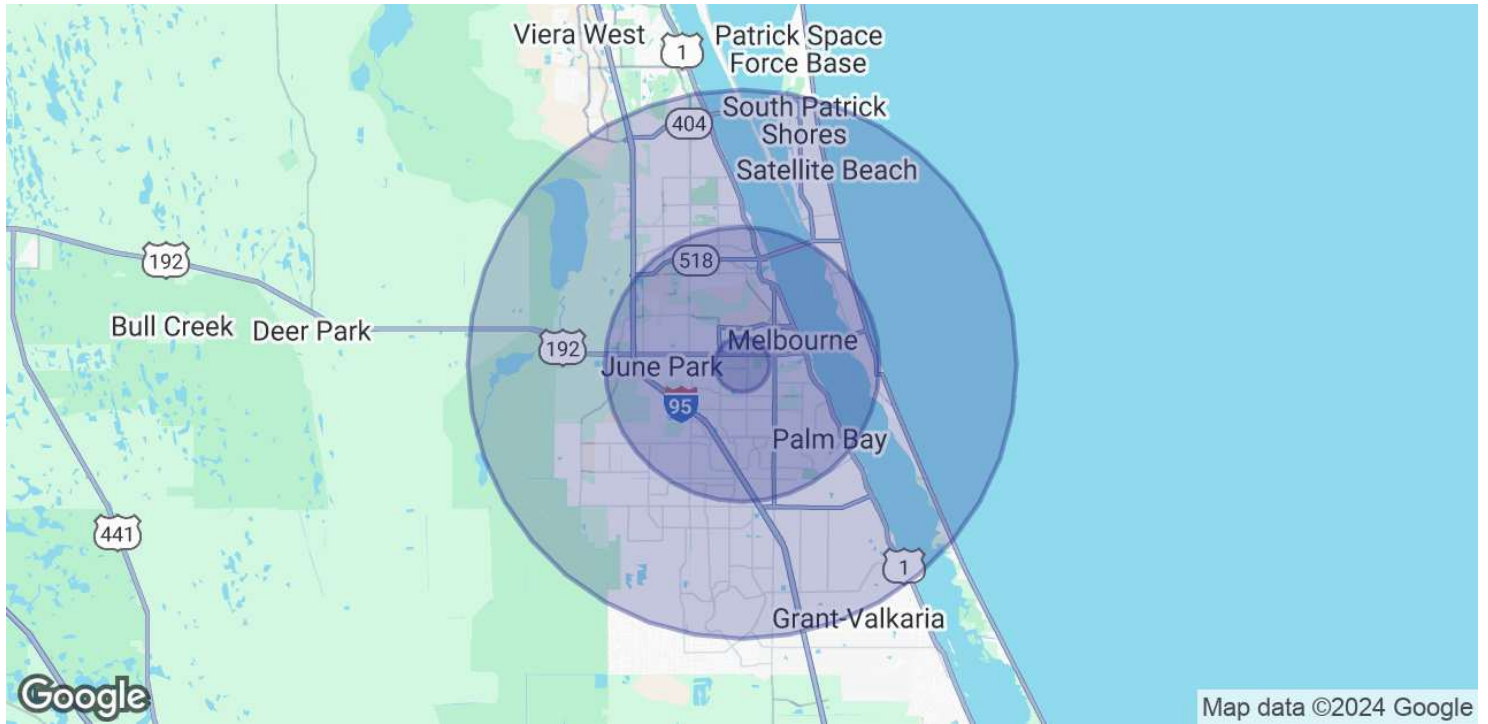 Viera West
1
Patrick Space
Force Base
South Patrick
Shores
404
Satellite Beach
518
192
Bull Creek
Deer Park
192
Melbourne
June Park
95
Palm Bay
441
1
Grant-Valkaria
Google
Map data ©2024 Google